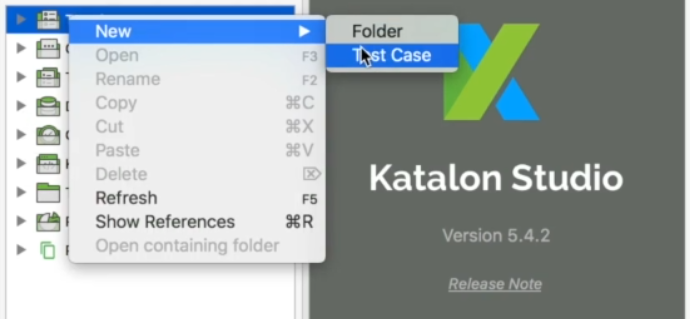 New
Folder
Open F3
Test Case
Rename F2
Copy ⌘C
Cut ⌘X
Paste ⌘V
Delete ⌦
Refresh F5
Show References ⌘R
Open containing folder
Katalon Studio
Version 5.4.2
Release Note